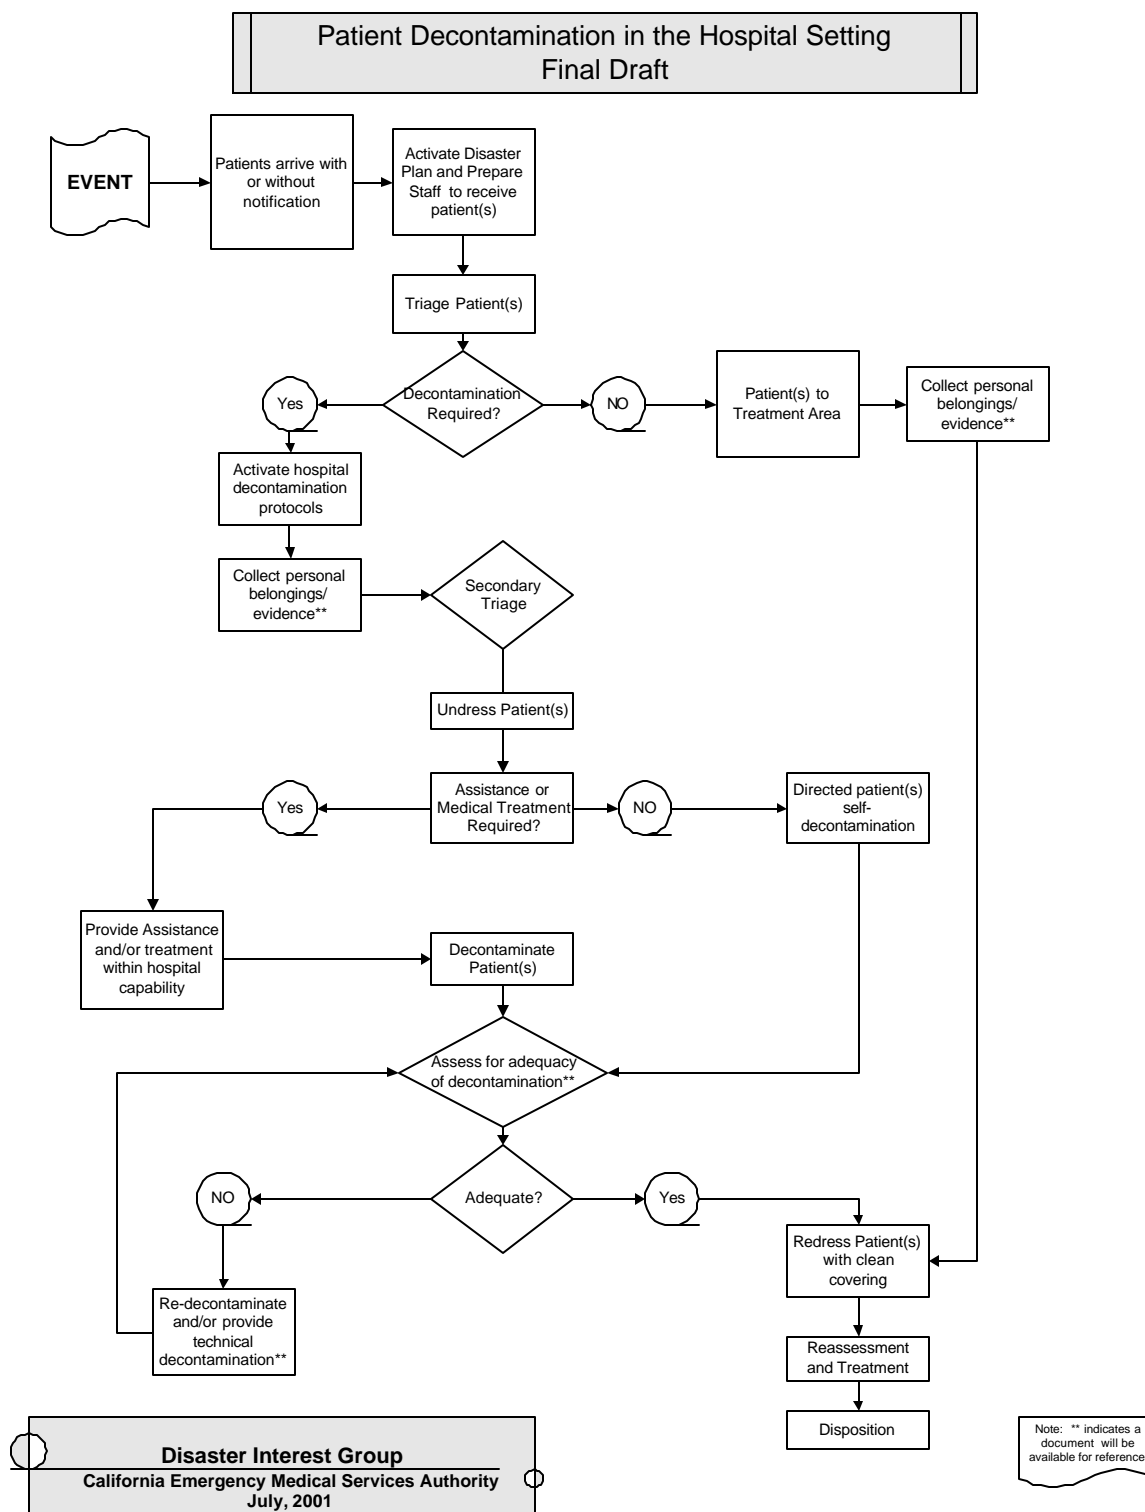 Patient Decontamination in the Hospital Setting
Final Draft
EVENT
Patients arrive with
or without
notification
Activate Disaster
Plan and Prepare
Staff to receive
patient(s)
Triage Patient(s)
Decontamination
Required?
Yes
NO
Patient(s) to
Treatment Area
Collect personal
belongings/
evidence**
Activate hospital
decontamination
protocols
Collect personal
belongings/
evidence**
Secondary
Triage
Undress Patient(s)
Assistance or
Medical Treatment
Required?
Yes
NO
Directed patient(s)
self-
decontamination
Provide Assistance
and/or treatment
within hospital
capability
Decontaminate
Patient(s)
Assess for adequacy
of decontamination**
Adequate?
NO
Yes
Redress Patient(s)
with clean
covering
Re-decontaminate
and/or provide
technical
decontamination**
Reassessment
and Treatment
Disposition
Disaster Interest Group
California Emergency Medical Services Authority
July, 2001
Note: ** indicates a
document will be
available for reference